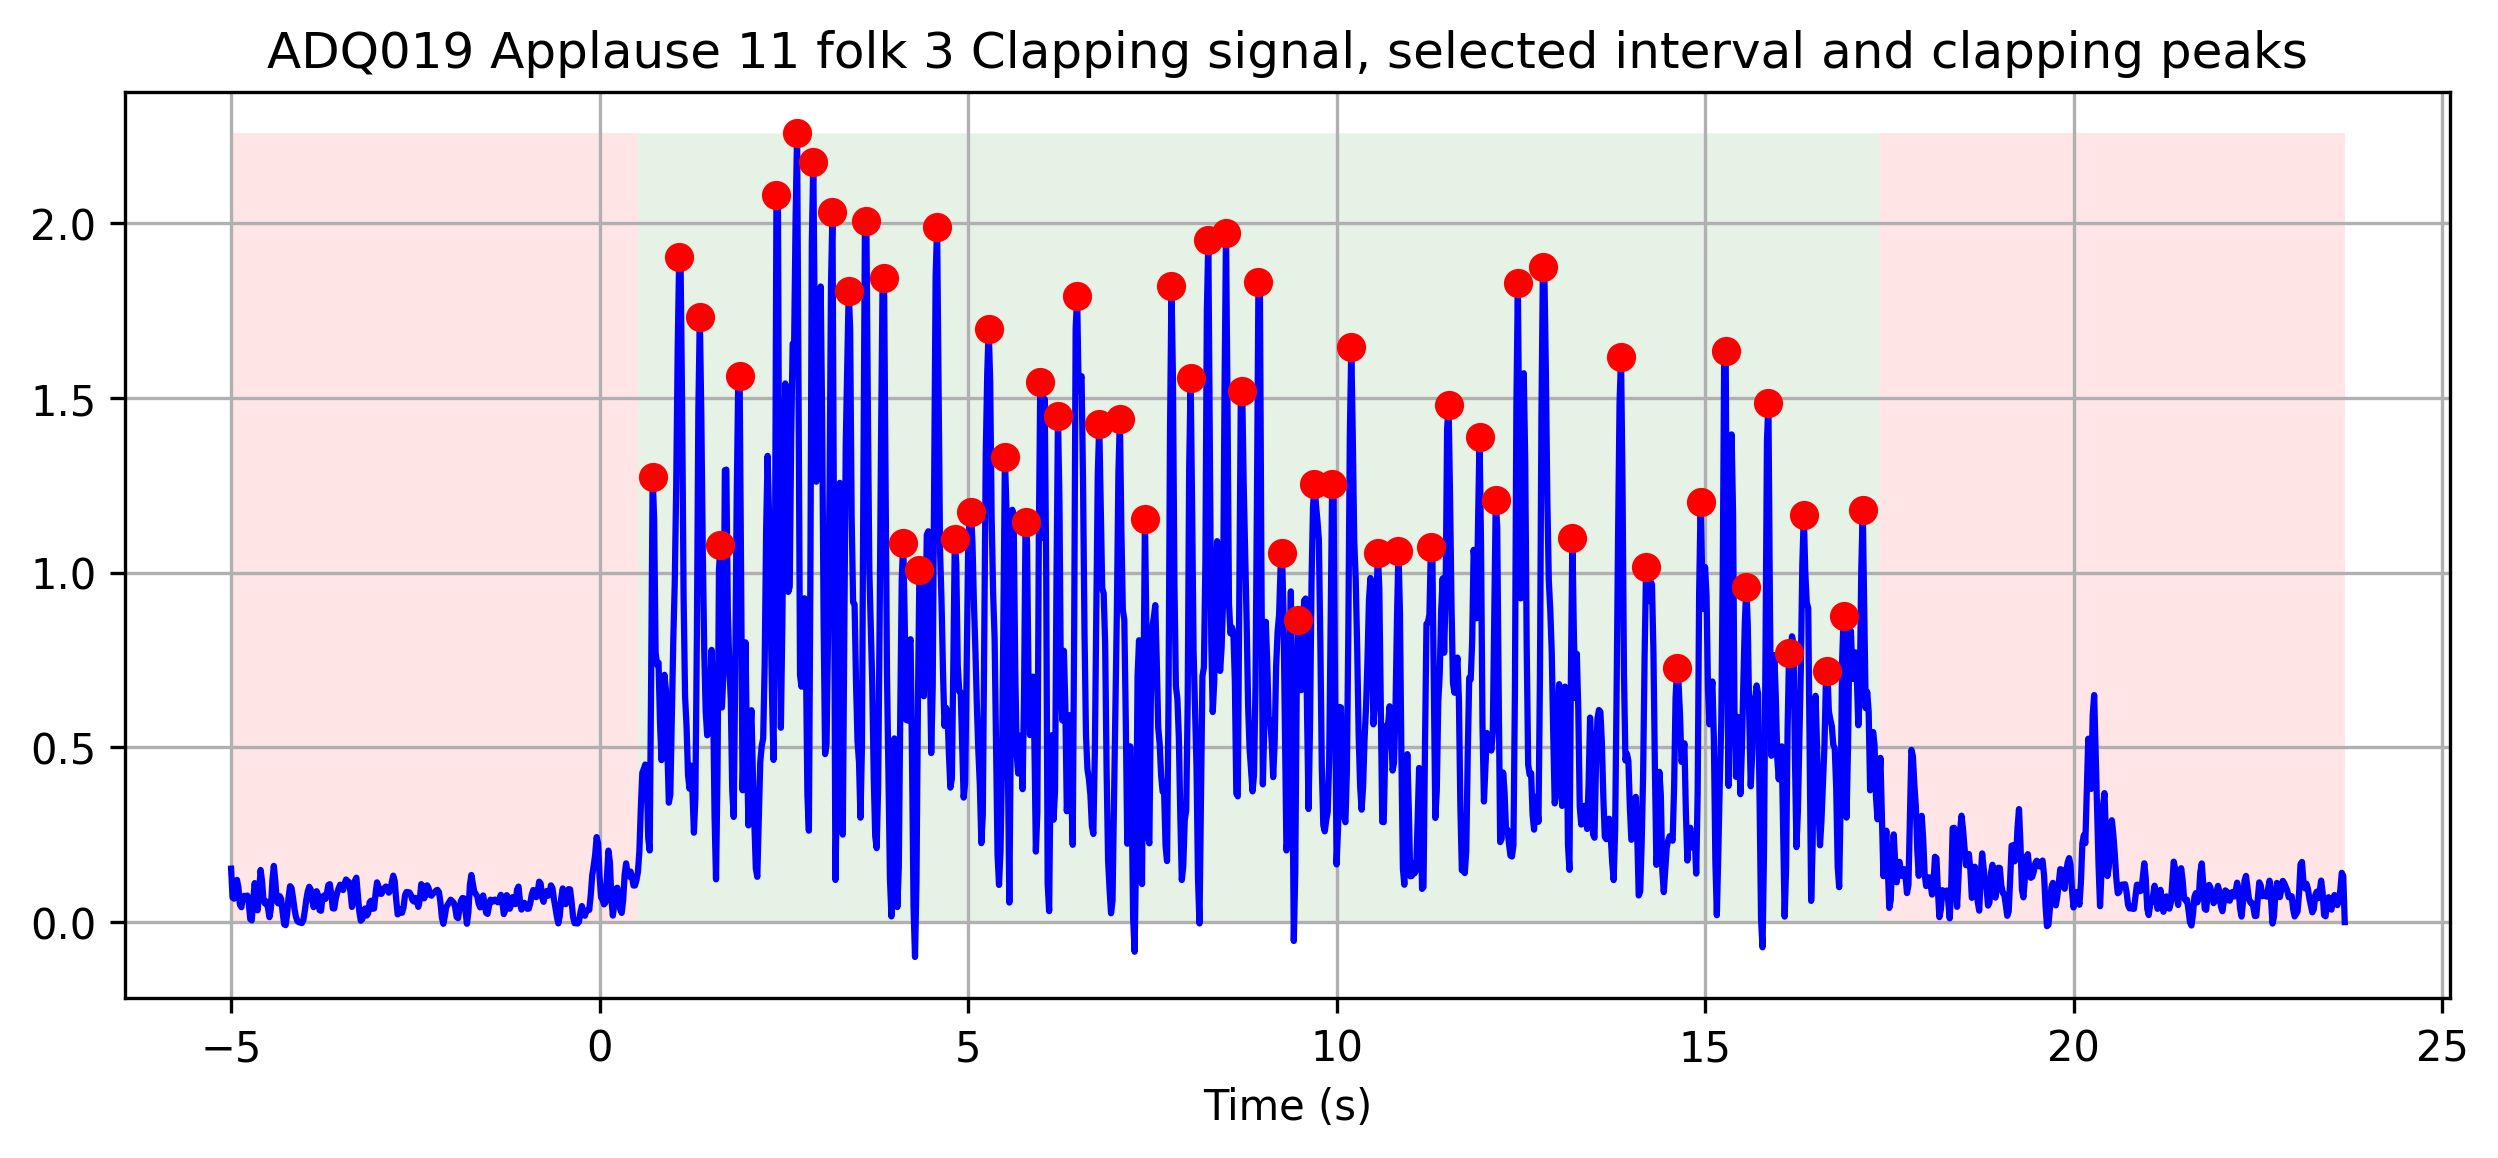 ADQ019 Applause 11 folk 3 Clapping signal, selected interval and clapping peaks
2.0
1.5
1.0
0.5
0.0
−5 0 5 10 15 20 25
Time (s)